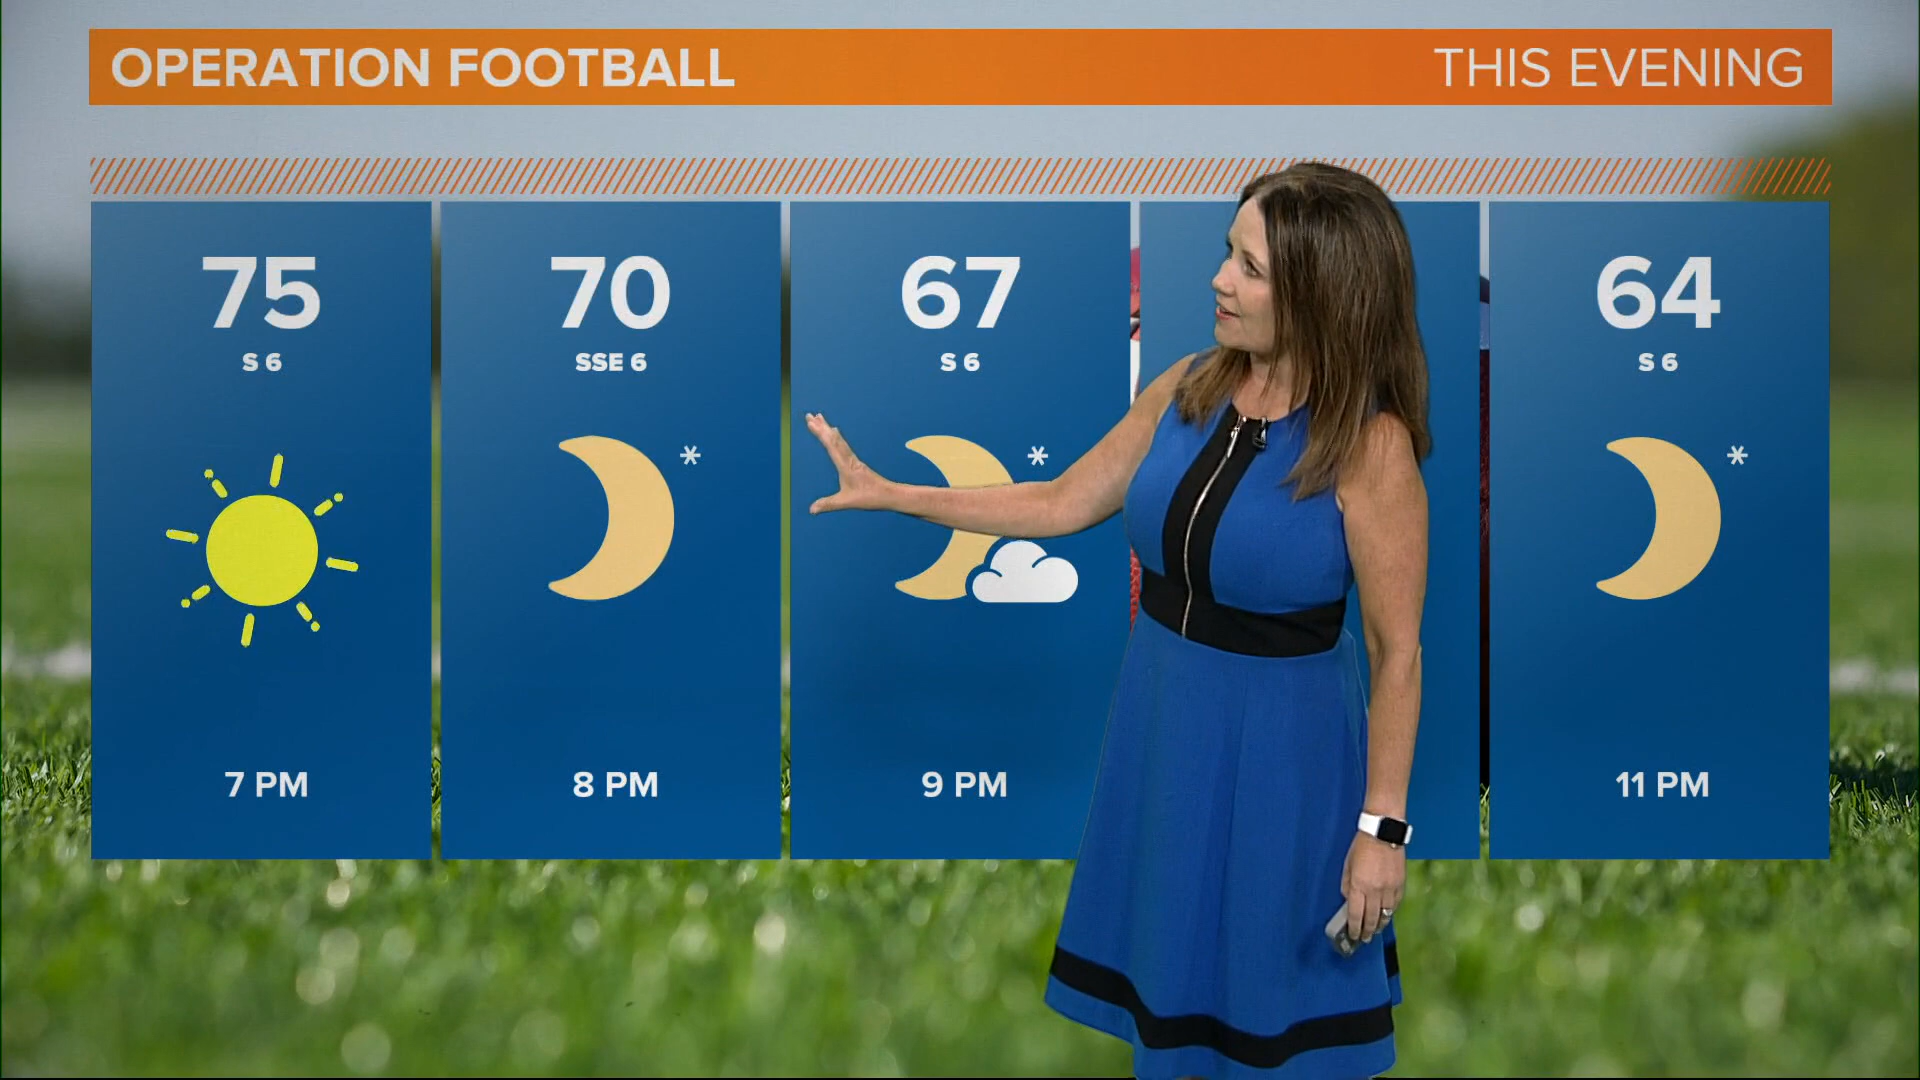 OPERATION FOOTBALL
THIS EVENING
75
S 6
7 PM
70
SSE 6
8 PM
67
S 6
9 PM
64
S 6
11 PM